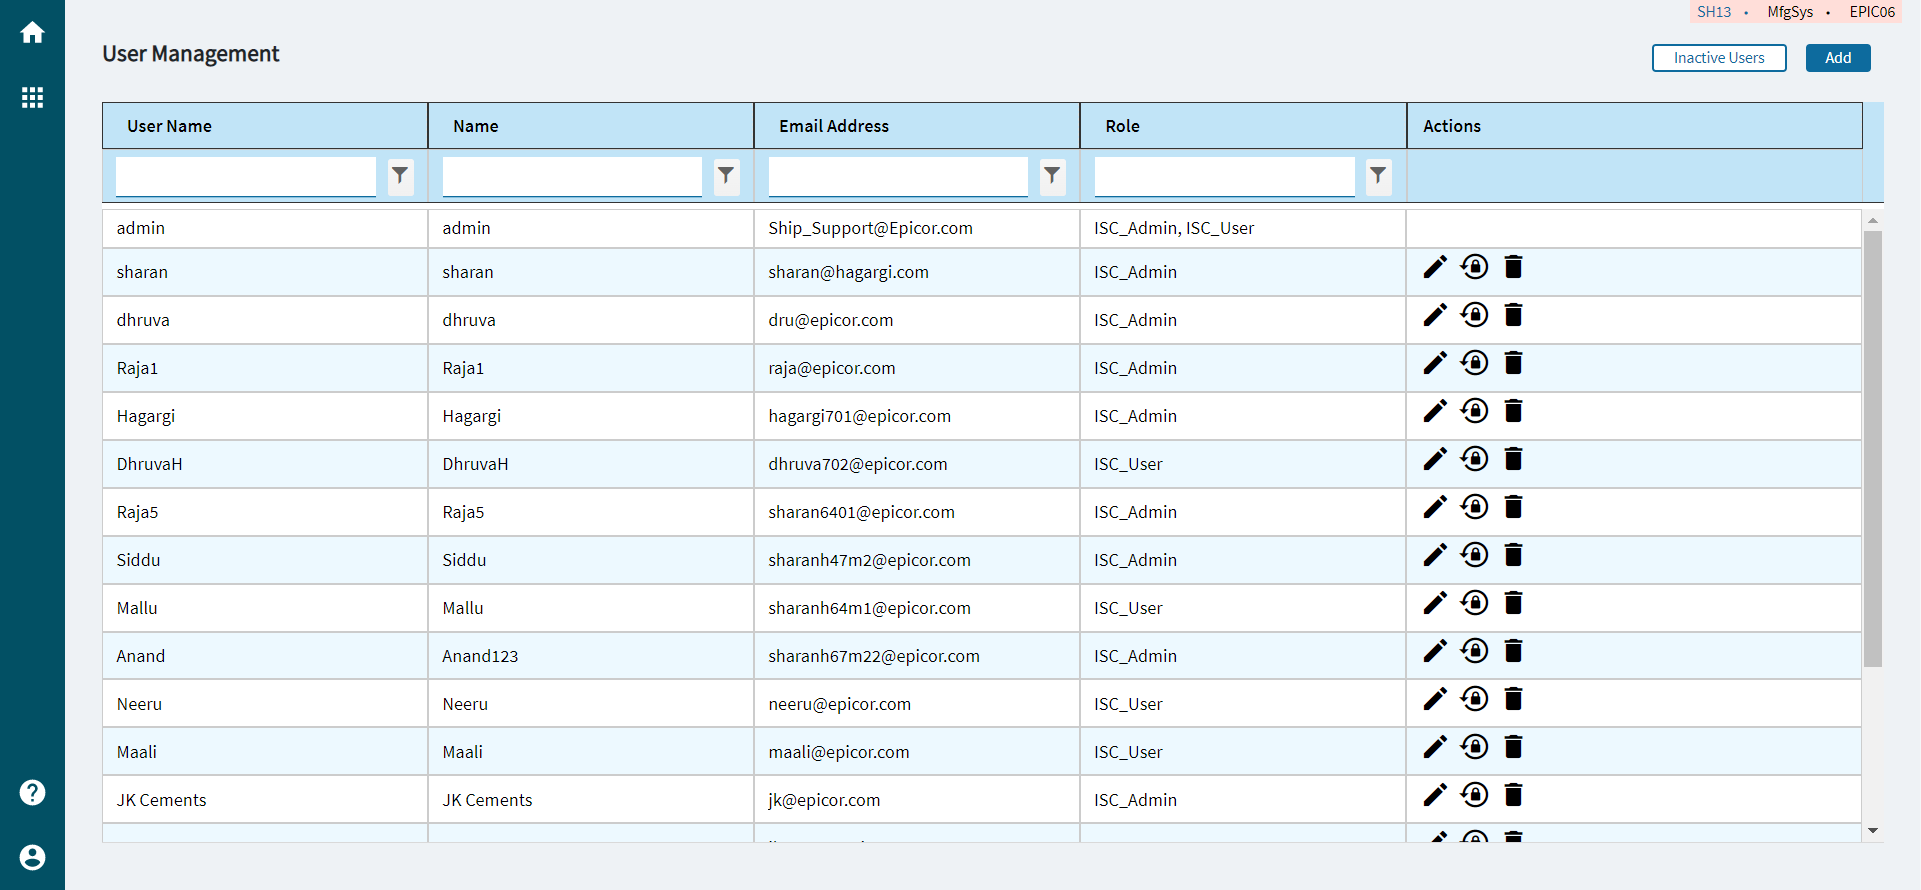 SH13 • MfgSys • EPIC06
User Management
Inactive Users Add
User Name Name Email Address Role Actions
admin admin Ship_Support@Epicor.com ISC_Admin, ISC_User
sharan sharan sharan@hagargi.com ISC_Admin
dhruva dhruva dru@epicor.com ISC_Admin
Raja1 Raja1 raja@epicor.com ISC_Admin
Hagargi Hagargi hagargi701@epicor.com ISC_Admin
DhruvaH DhruvaH dhruva702@epicor.com ISC_User
Raja5 Raja5 sharan6401@epicor.com ISC_Admin
Siddu Siddu sharanh47m2@epicor.com ISC_Admin
Mallu Mallu sharanh64m1@epicor.com ISC_User
Anand Anand123 sharanh67m22@epicor.com ISC_Admin
Neeru Neeru neeru@epicor.com ISC_User
Maali Maali maali@epicor.com ISC_User
JK Cements JK Cements jk@epicor.com ISC_Admin